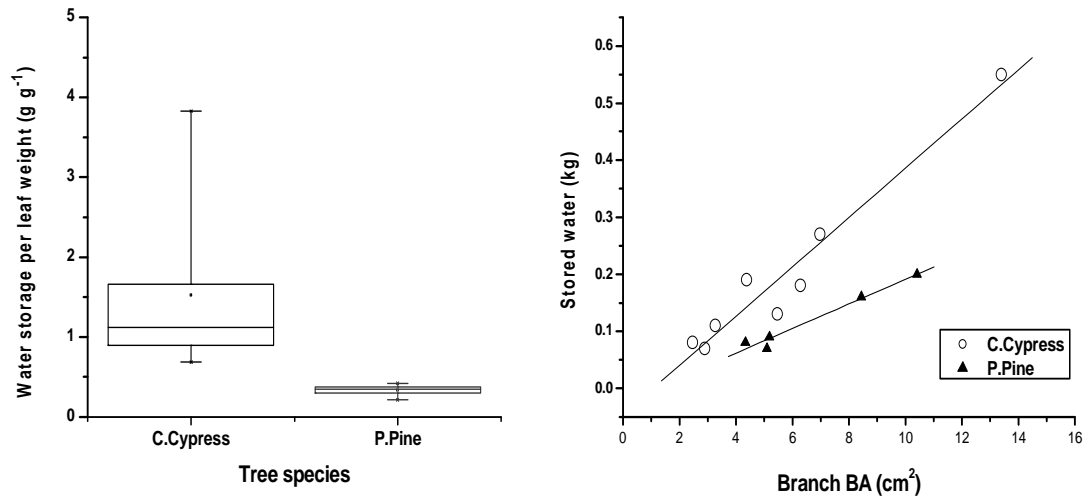 Water storage per leaf weight (g g⁻¹)
5
4
3
2
1
0
C.Cypress
P.Pine
Tree species
Stored water (kg)
0.6
0.5
0.4
0.3
0.2
0.1
0.0
0 2 4 6 8 10 12 14 16
Branch BA (cm²)
C.Cypress
P.Pine